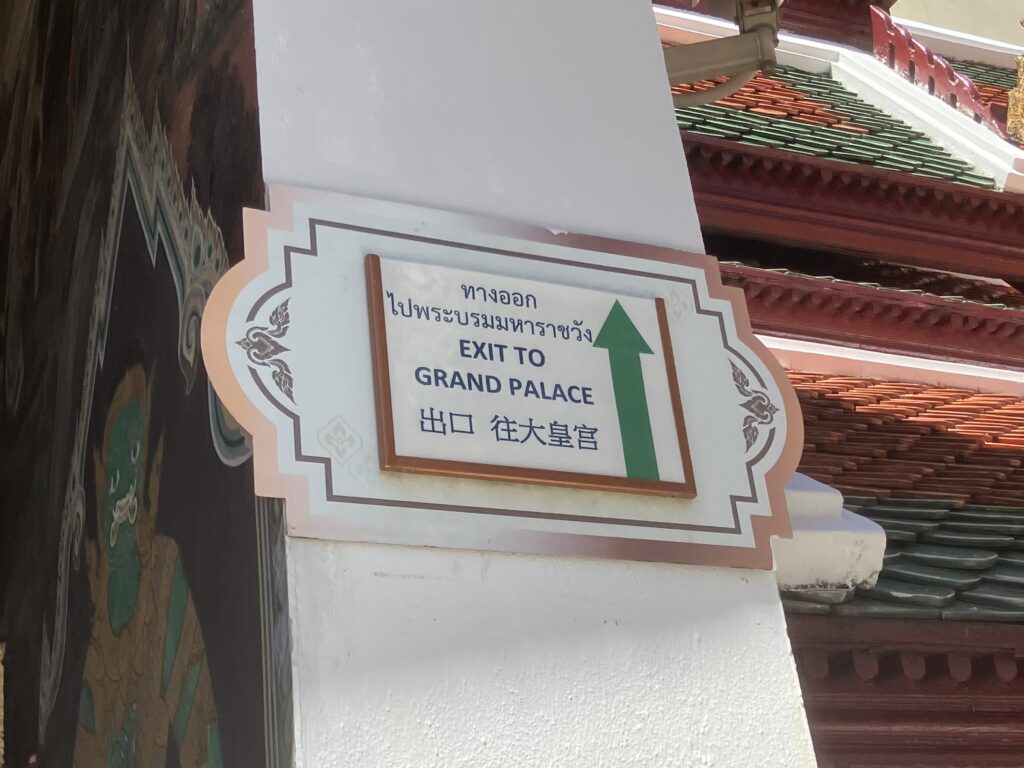 ทางออก
ไปพระบรมมหาราชวัง
EXIT TO
GRAND PALACE
出口 往大皇宮